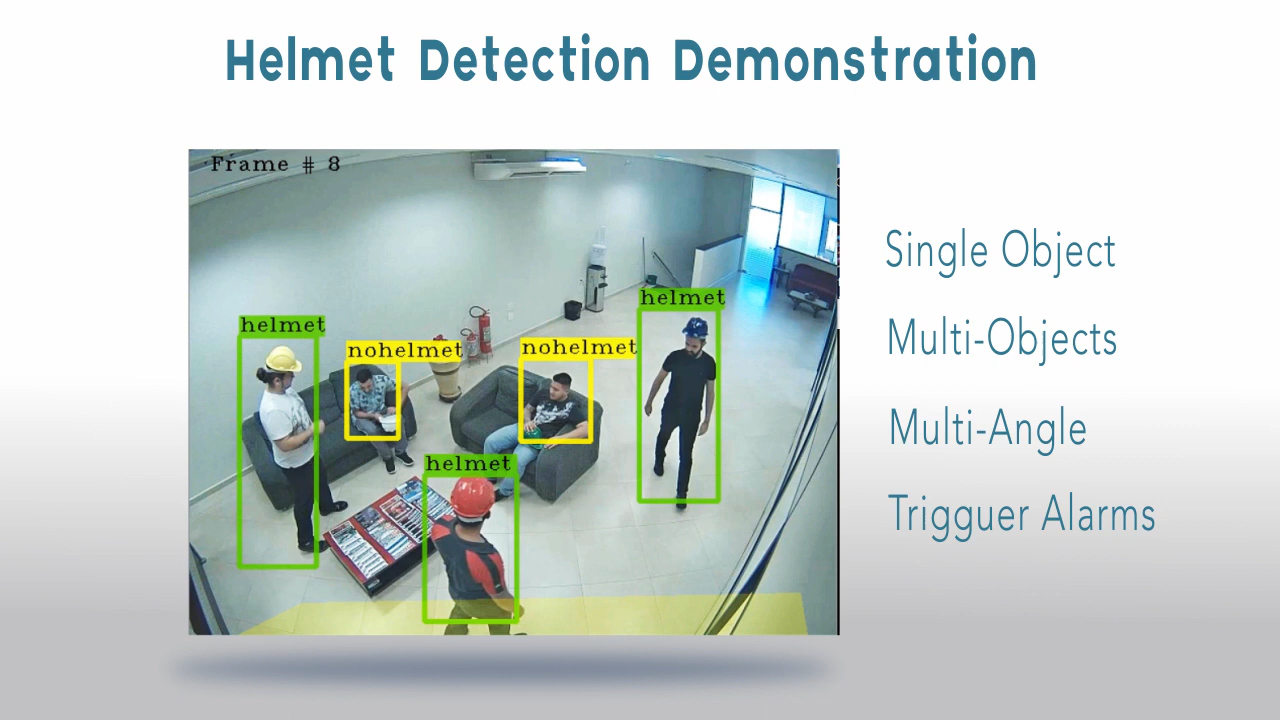 Helmet Detection Demonstration
Frame # 8
helmet
helmet
nohelmet
nohelmet
helmet
Single Object
Multi-Objects
Multi-Angle
Trigguer Alarms